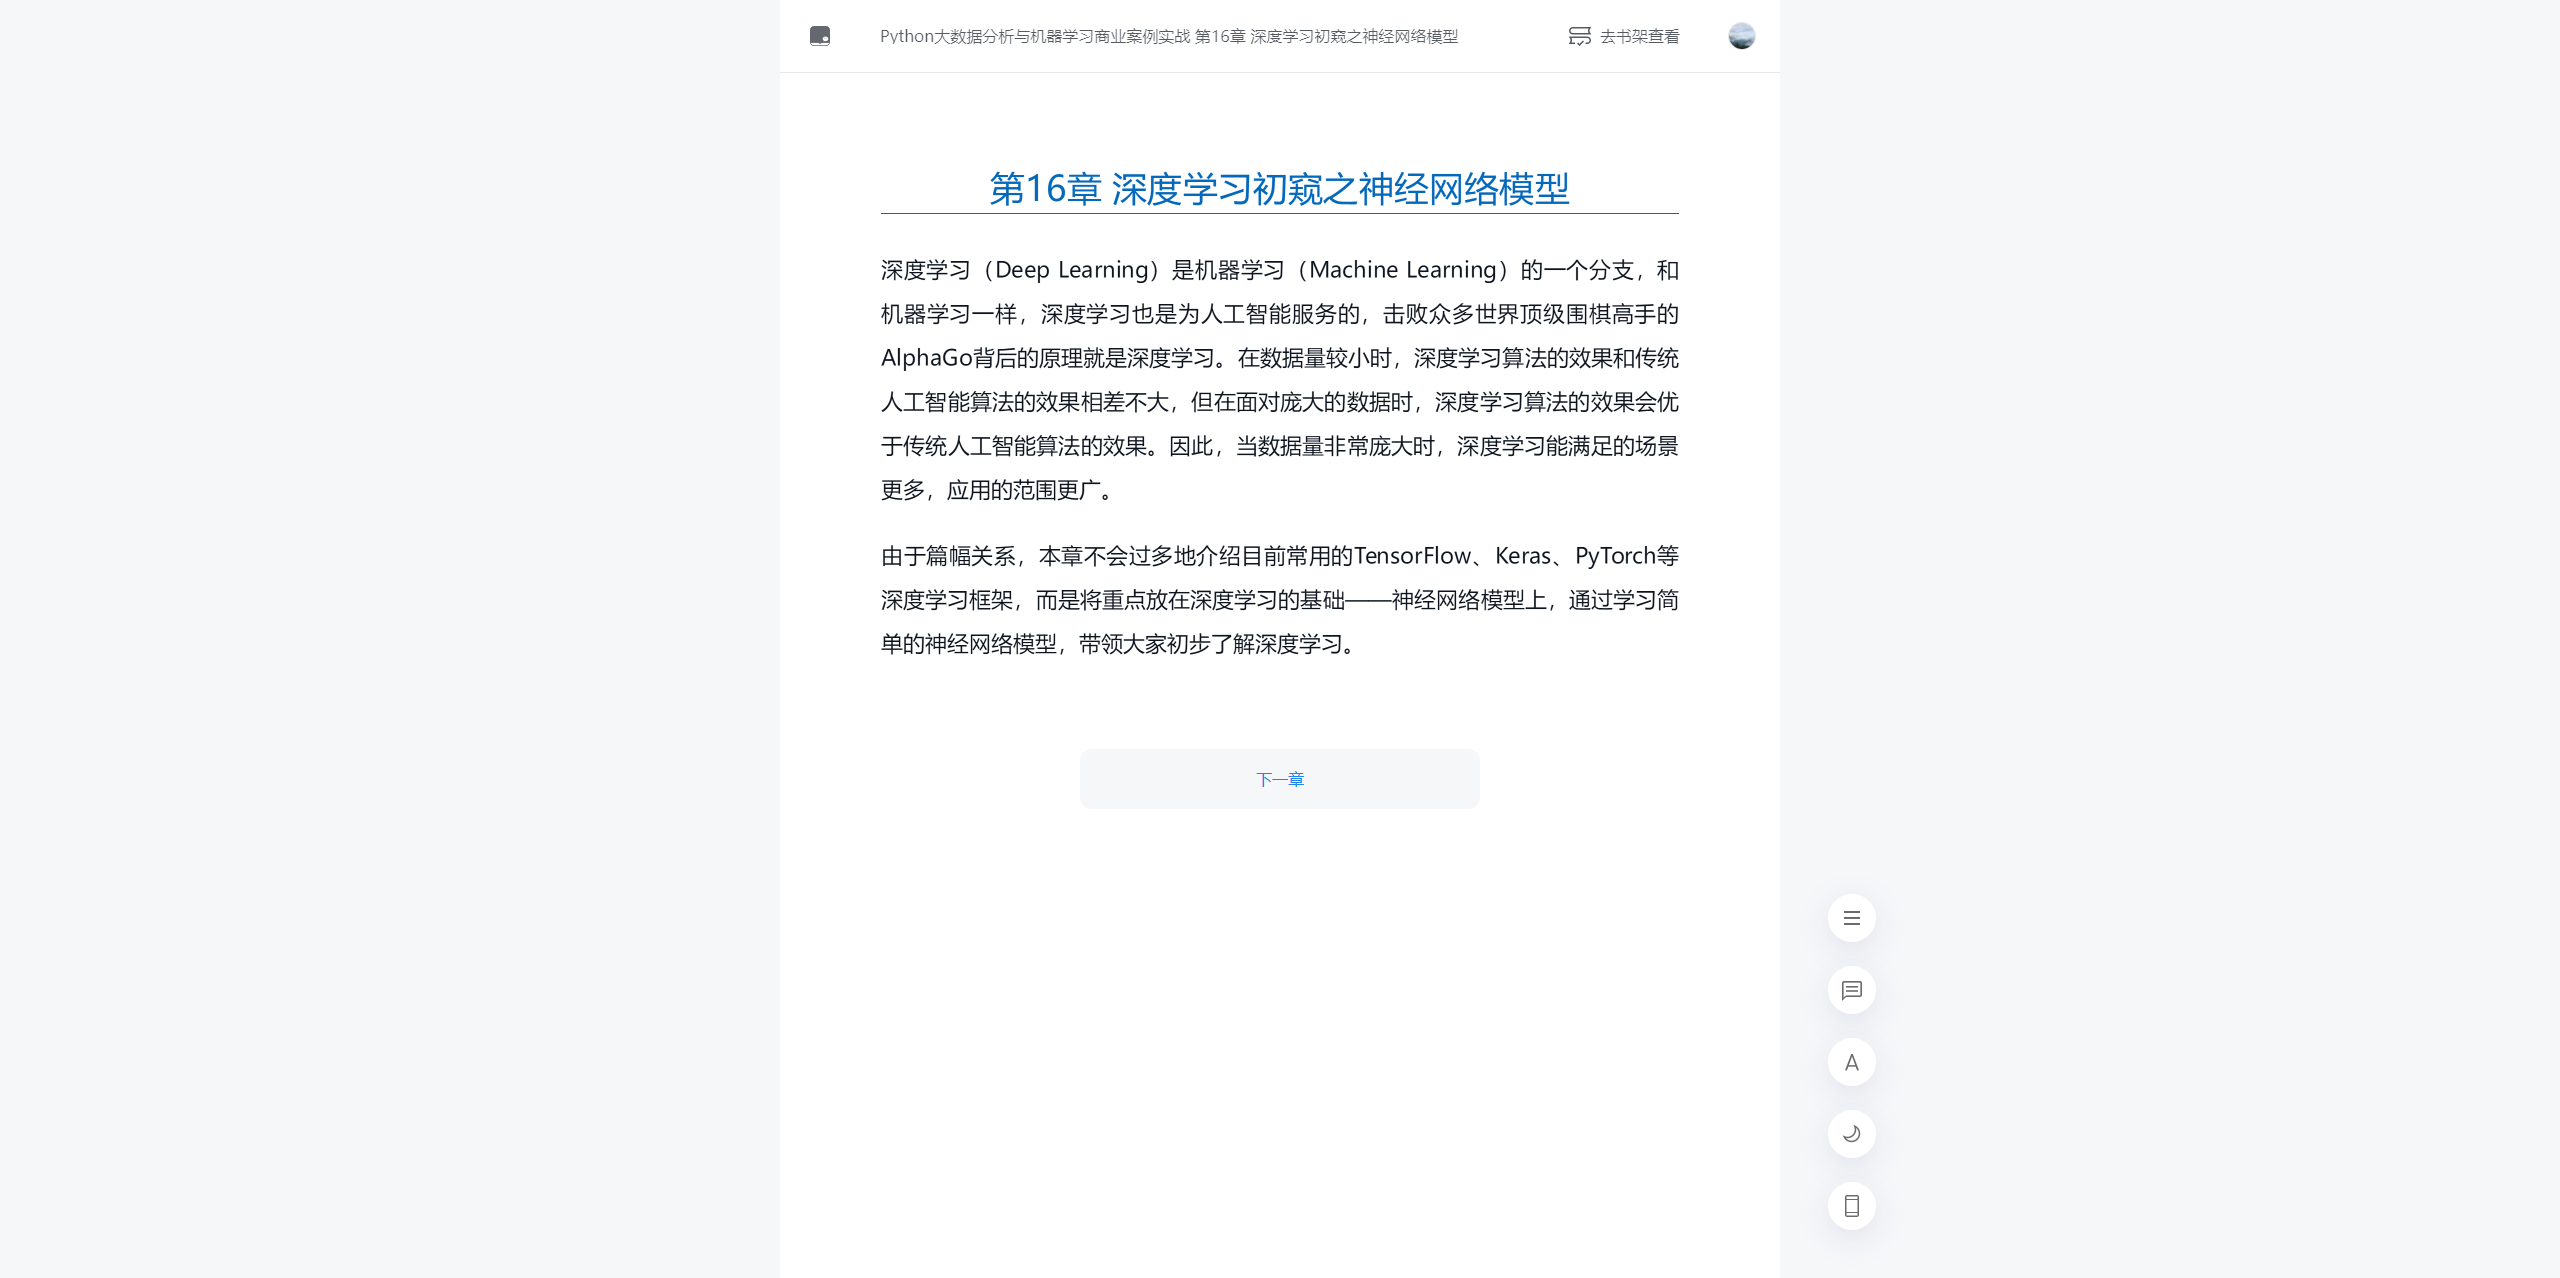 Python大数据分析与机器学习商业案例实战 第16章 深度学习初窥之神经网络模型
去书架查看
第16章 深度学习初窥之神经网络模型
深度学习（Deep Learning）是机器学习（Machine Learning）的一个分支，和
机器学习一样，深度学习也是为人工智能服务的，击败众多世界顶级围棋高手的
AlphaGo背后的原理就是深度学习。在数据量较小时，深度学习算法的效果和传统
人工智能算法的效果相差不大，但在面对庞大的数据时，深度学习算法的效果会优
于传统人工智能算法的效果。因此，当数据量非常庞大时，深度学习能满足的场景
更多，应用的范围更广。
由于篇幅关系，本章不会过多地介绍目前常用的TensorFlow、Keras、PyTorch等
深度学习框架，而是将重点放在深度学习的基础——神经网络模型上，通过学习简
单的神经网络模型，带领大家初步了解深度学习。
下一章
A